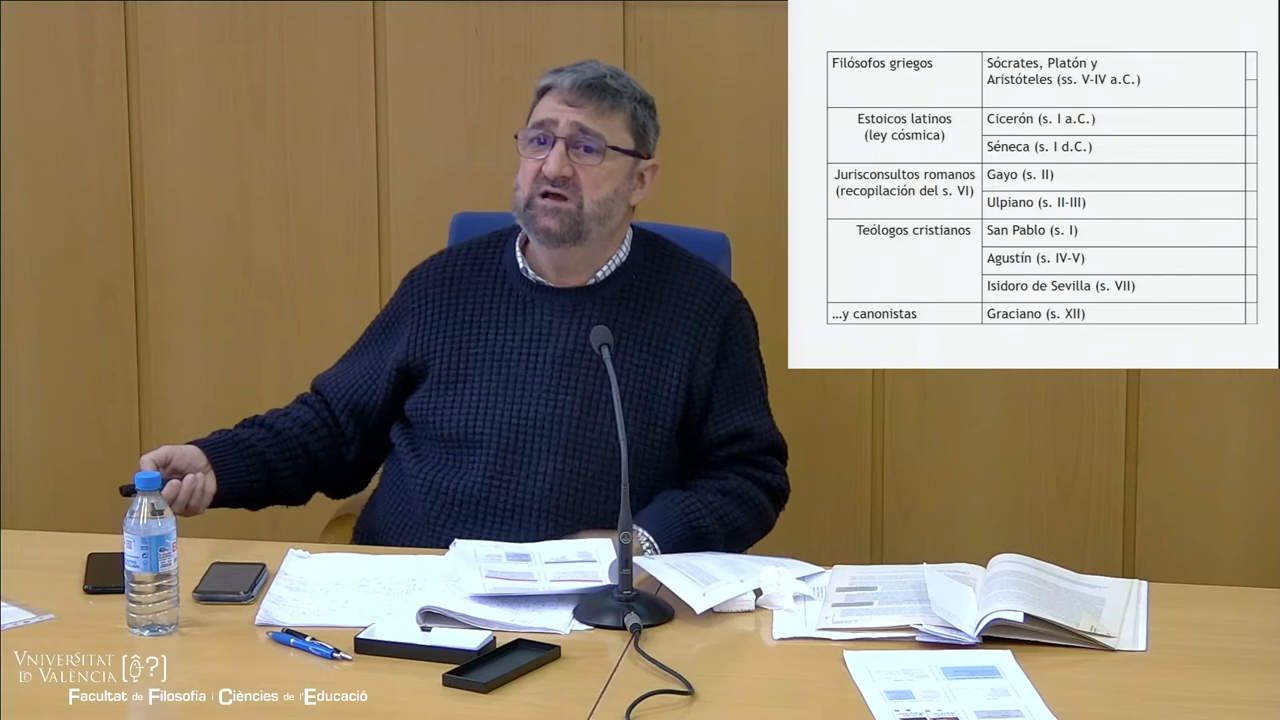 Filósofos griegos
Sócrates, Platón y
Aristóteles (ss. V-IV a.C.)
Estoicos latinos
(ley cósmica)
Cicerón (s. I a.C.)
Séneca (s. I d.C.)
Jurisconsultos romanos
(recopilación del s. VI)
Gayo (s. II)
Ulpiano (s. II-III)
Teólogos cristianos
San Pablo (s. I)
Agustín (s. IV-V)
Isidoro de Sevilla (s. VII)
...y canonistas
Graciano (s. XII)
VNIVERSITAT
ID VALÈNCIA [Ô?]
Facultat de Filosofia i Ciències de l'Educació